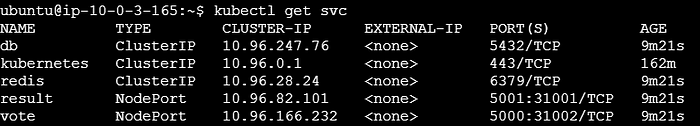 ubuntu@ip-10-0-3-165:~$ kubectl get svc
NAME TYPE CLUSTER-IP EXTERNAL-IP PORT(S) AGE
db ClusterIP 10.96.247.76 <none> 5432/TCP 9m21s
kubernetes ClusterIP 10.96.0.1 <none> 443/TCP 162m
redis ClusterIP 10.96.28.24 <none> 6379/TCP 9m21s
result NodePort 10.96.82.101 <none> 5001:31001/TCP 9m21s
vote NodePort 10.96.166.232 <none> 5000:31002/TCP 9m21s